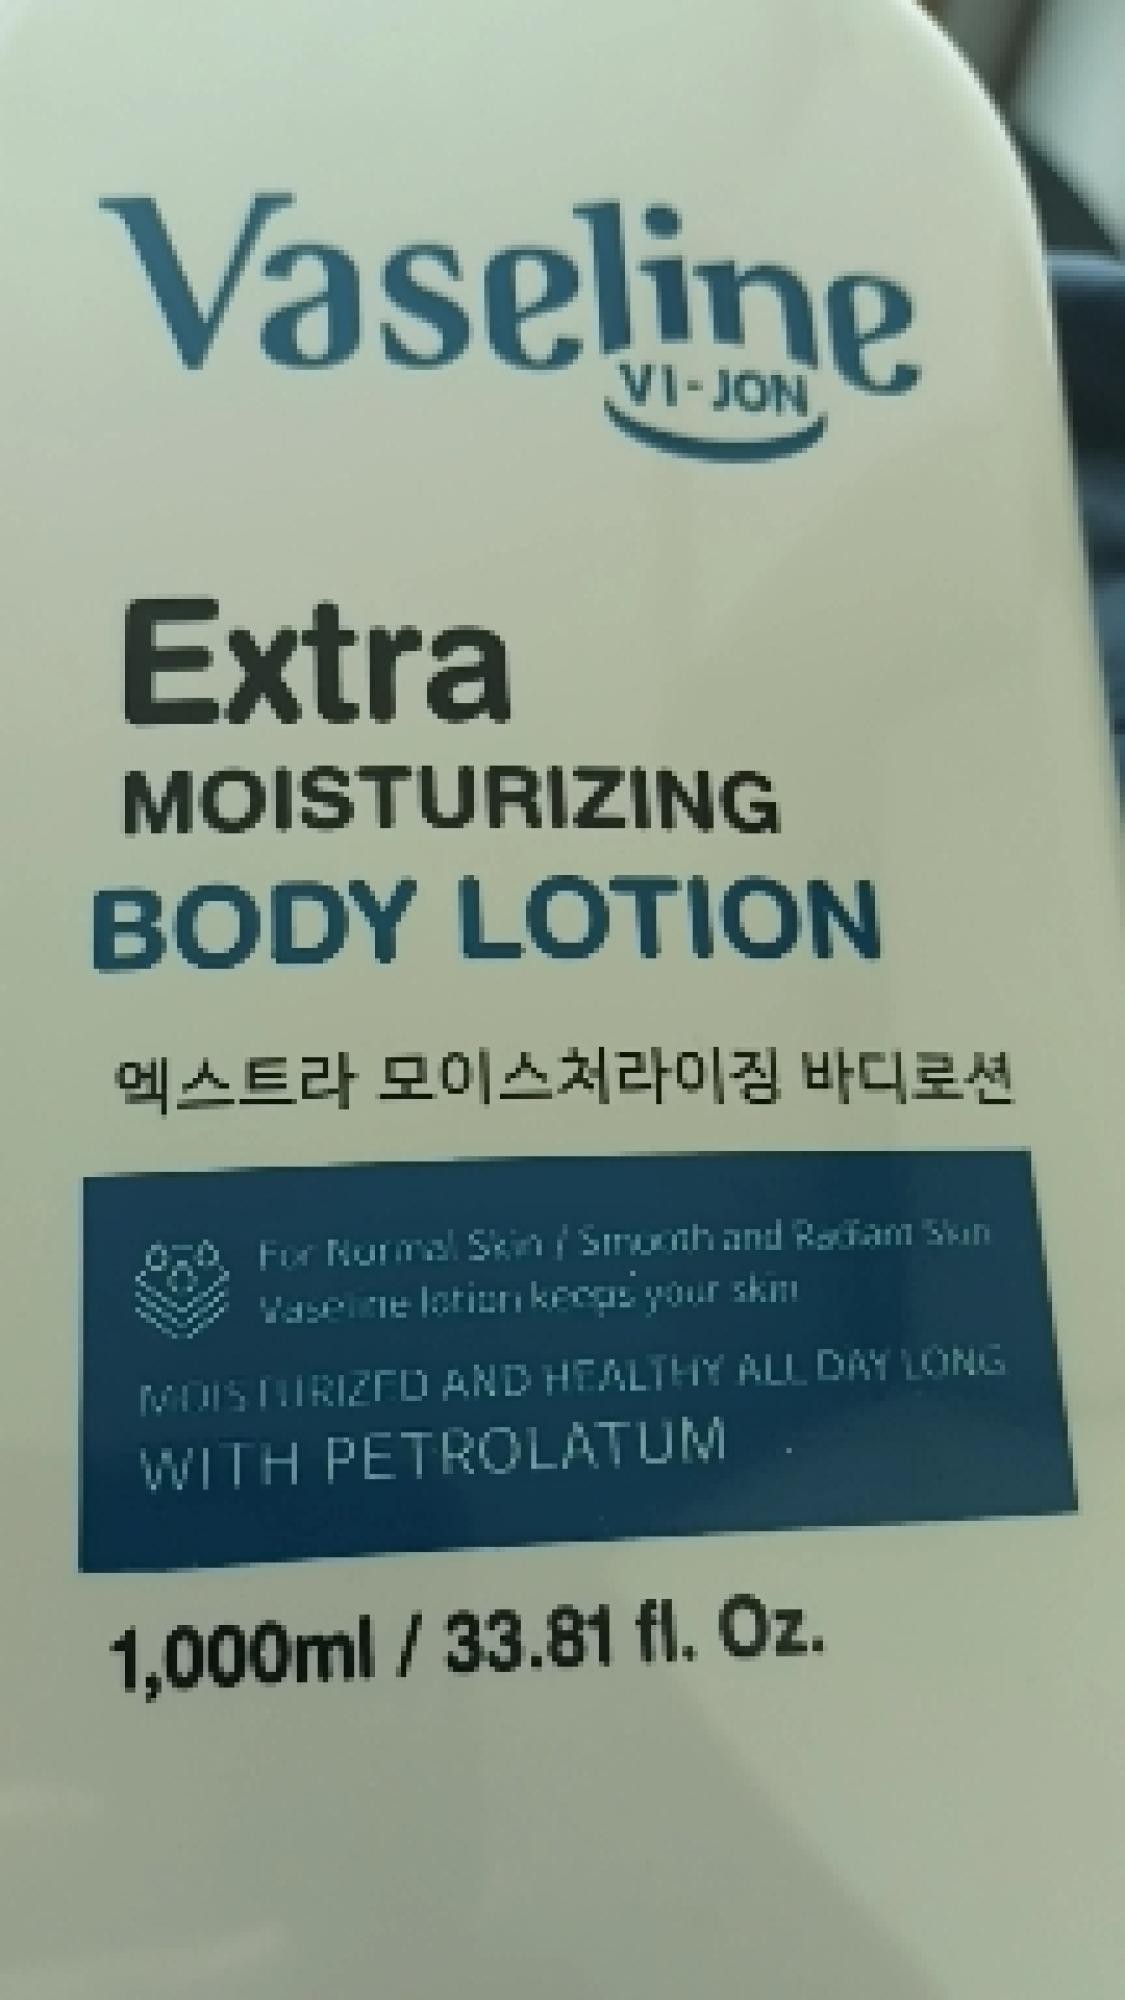 Vaseline
VI-JON
Extra
MOISTURIZING
BODY LOTION
엑스트라 모이스처라이징 바디로션
For Normal Skin / Smooth and Radiant Skin
Vaseline lotion keeps your skin
MOISTURIZED AND HEALTHY ALL DAY LONG
WITH PETROLATUM
1,000ml / 33.81 fl. Oz.